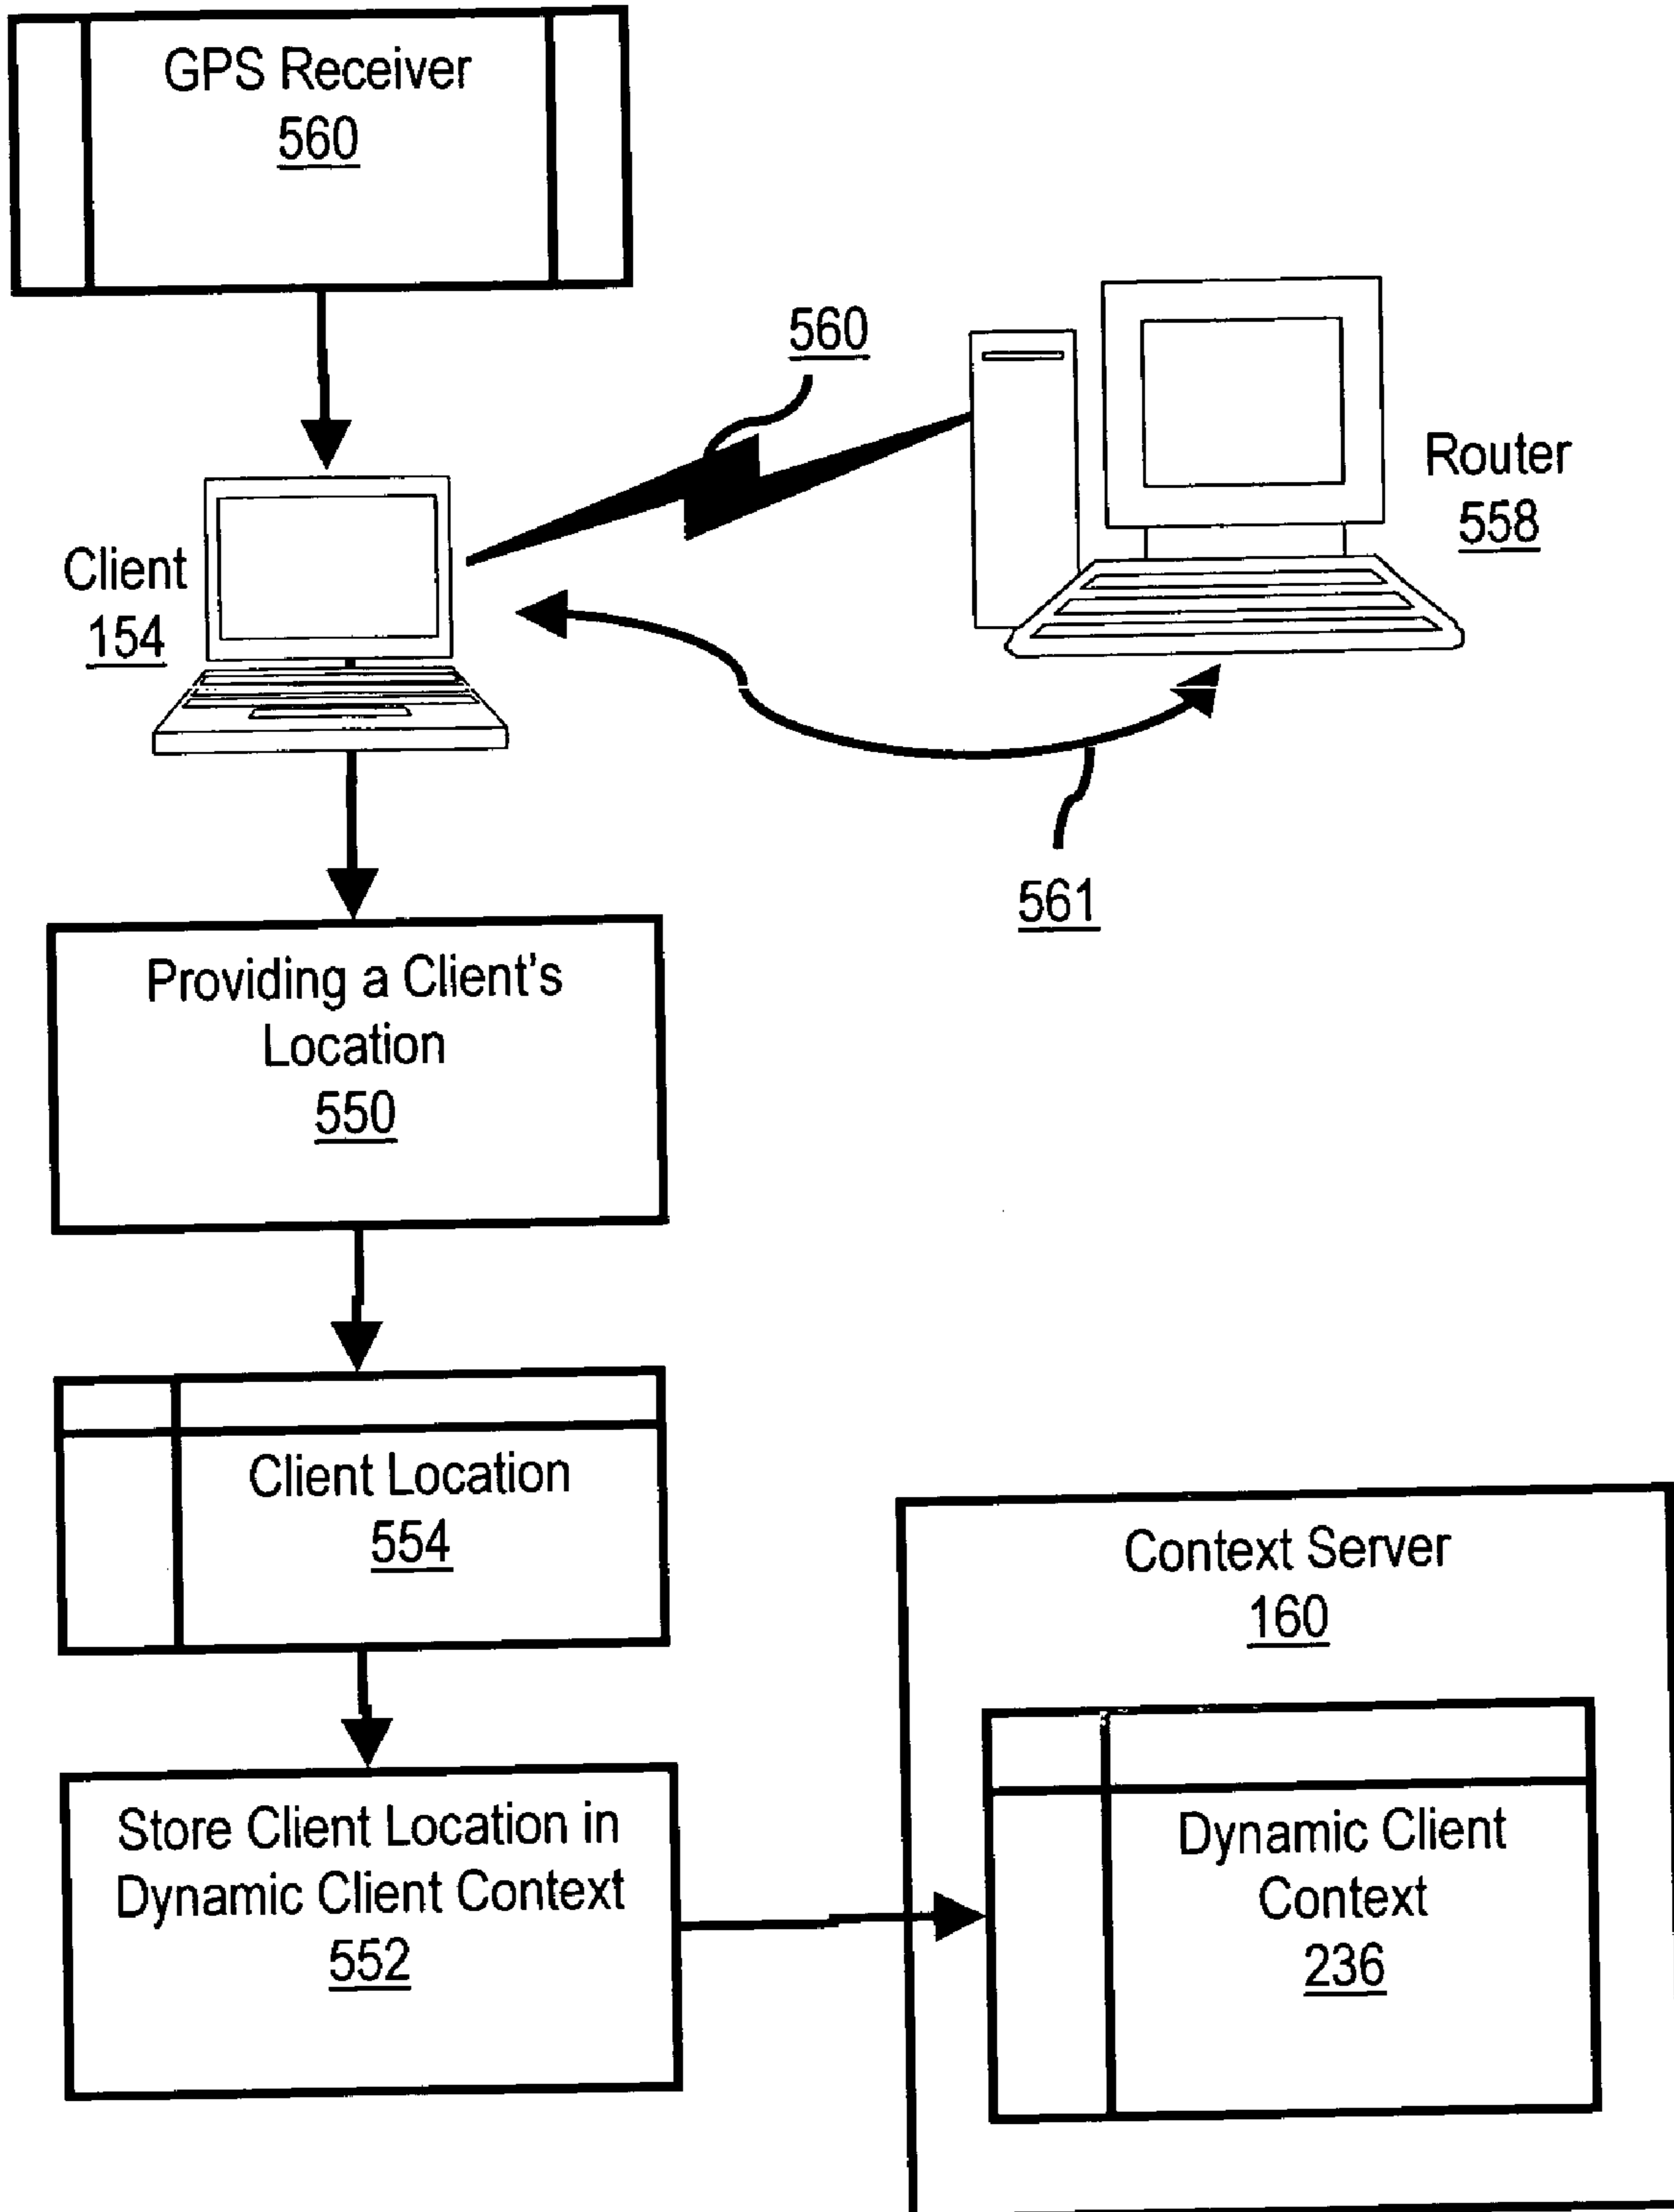 GPS Receiver
560
560
Router
558
Client
154
561
Providing a Client's
Location
550
Client Location
554
Context Server
160
Store Client Location in
Dynamic Client Context
552
Dynamic Client
Context
236